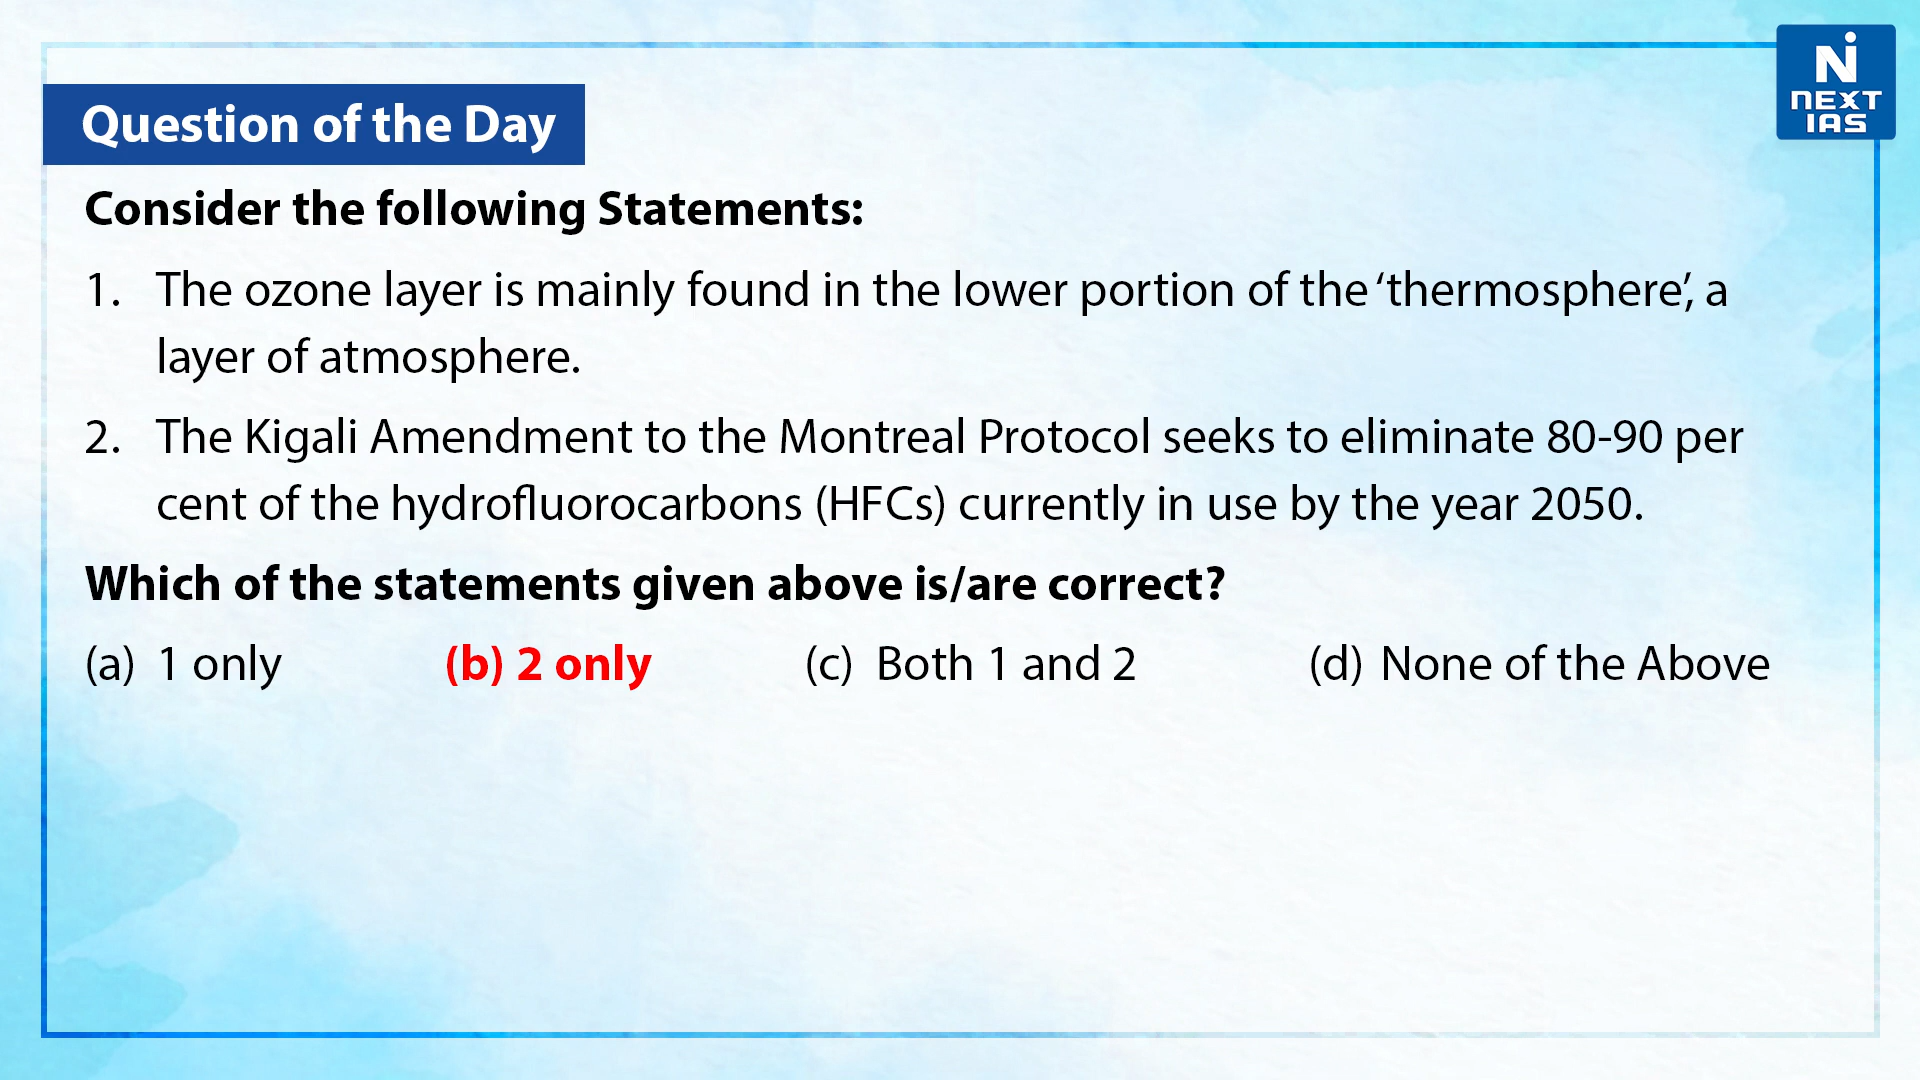 Ni
NEXT
IAS
Question of the Day
Consider the following Statements:
1. The ozone layer is mainly found in the lower portion of the ‘thermosphere’, a
layer of atmosphere.
2. The Kigali Amendment to the Montreal Protocol seeks to eliminate 80-90 per
cent of the hydrofluorocarbons (HFCs) currently in use by the year 2050.
Which of the statements given above is/are correct?
(a) 1 only (b) 2 only (c) Both 1 and 2 (d) None of the Above